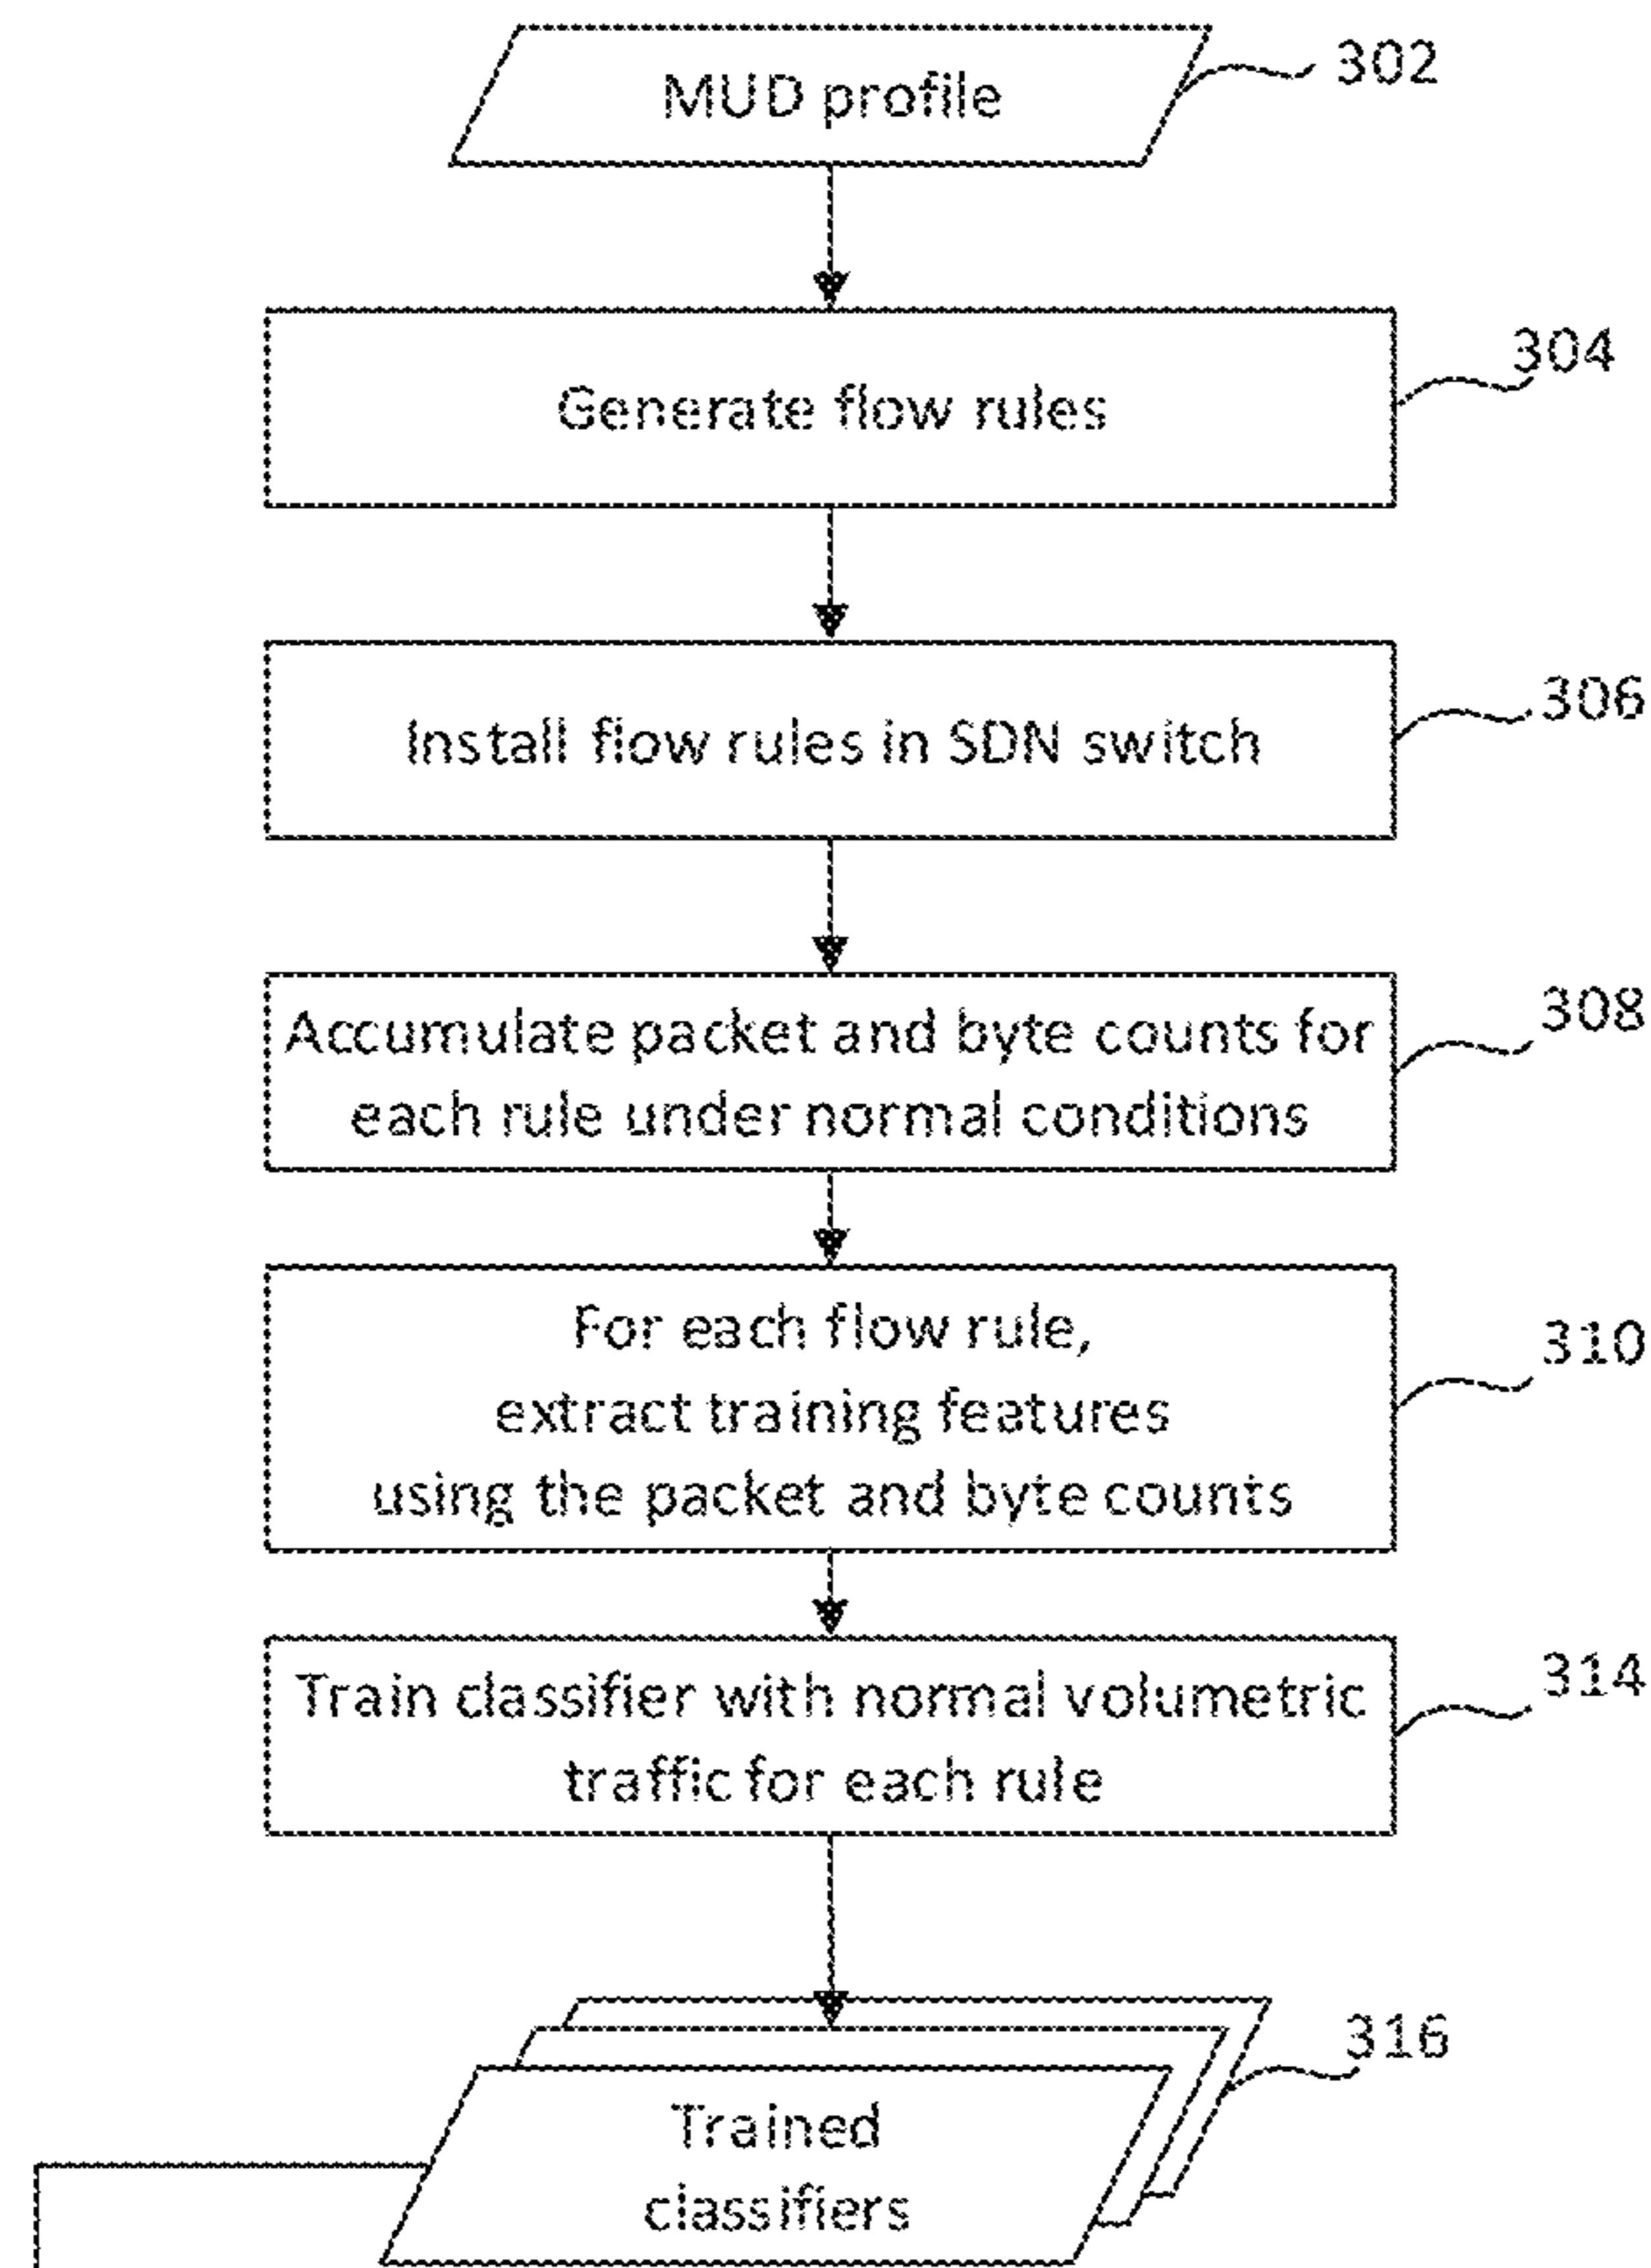 MUD profile
302
Generate flow rules
304
Install flow rules in SDN switch
306
Accumulate packet and byte counts for
each rule under normal conditions
308
For each flow rule,
extract training features
using the packet and byte counts
310
Train classifier with normal volumetric
traffic for each rule
314
Trained
classifiers
316